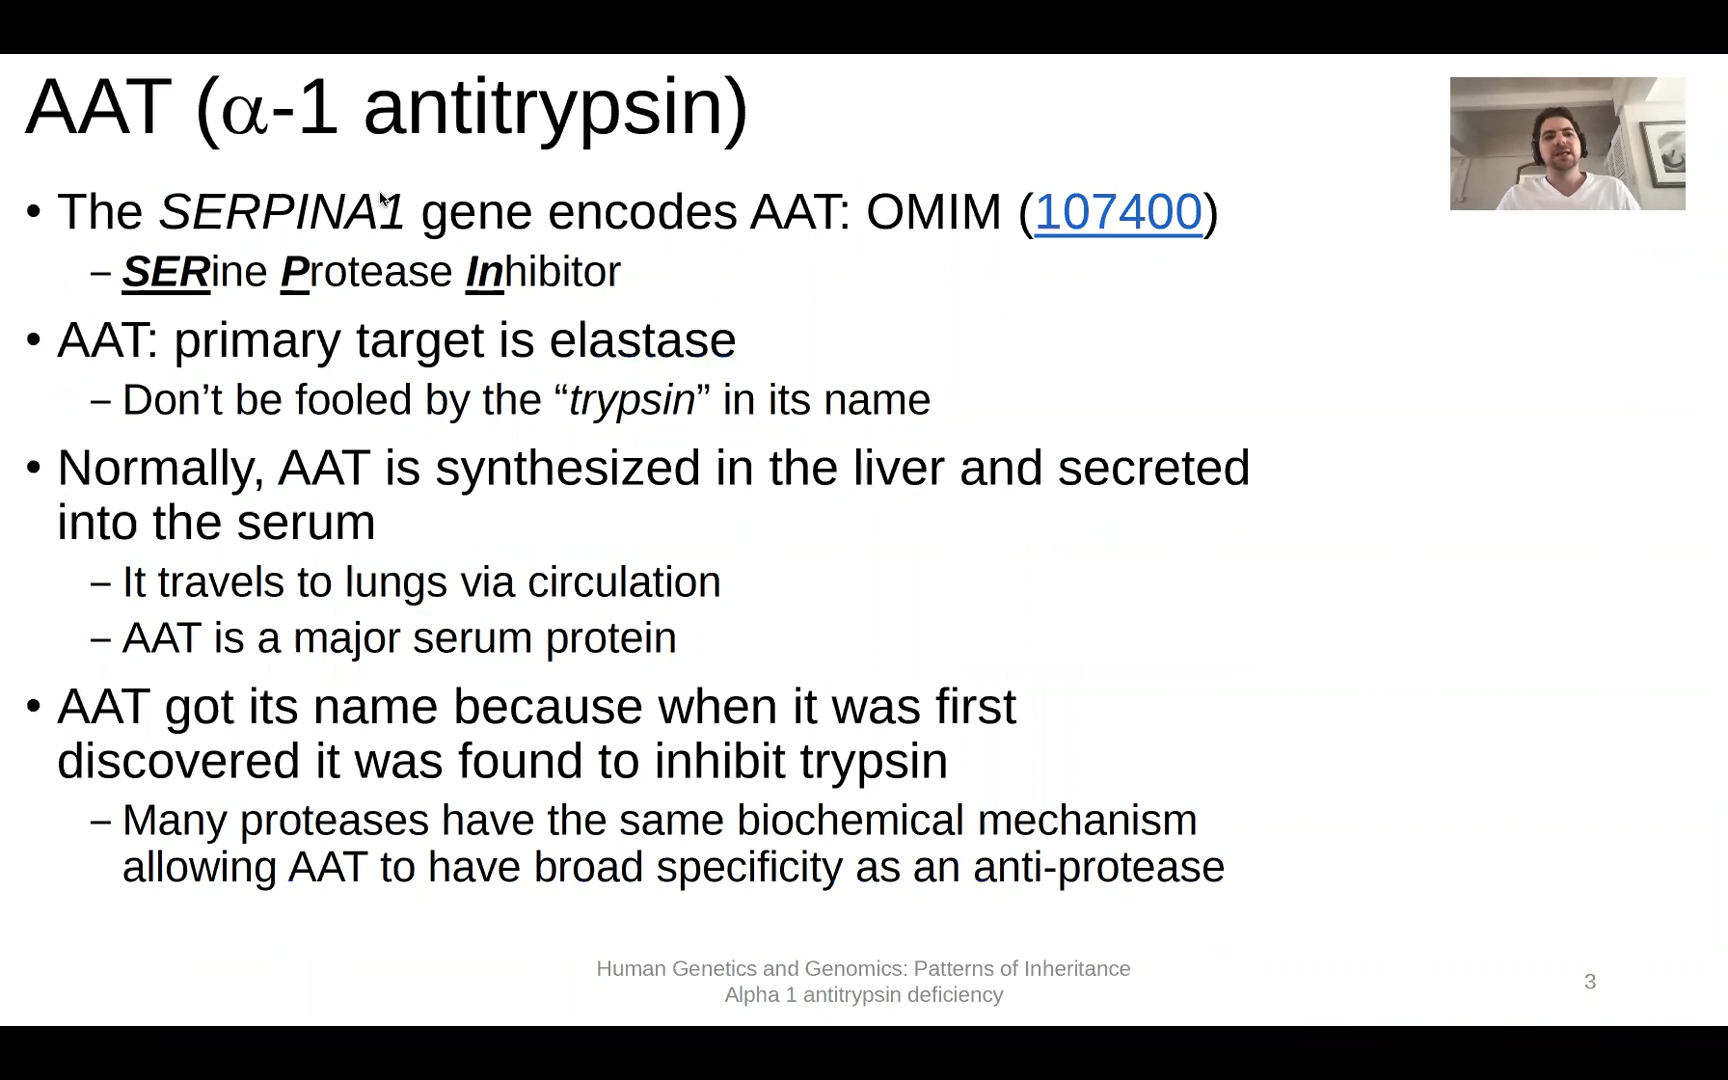 AAT (α-1 antitrypsin)
• The SERPINA1 gene encodes AAT: OMIM (107400)
– SERine Protease Inhibitor
• AAT: primary target is elastase
– Don’t be fooled by the “trypsin” in its name
• Normally, AAT is synthesized in the liver and secreted
into the serum
– It travels to lungs via circulation
– AAT is a major serum protein
• AAT got its name because when it was first
discovered it was found to inhibit trypsin
– Many proteases have the same biochemical mechanism
allowing AAT to have broad specificity as an anti-protease
Human Genetics and Genomics: Patterns of Inheritance
Alpha 1 antitrypsin deficiency
3